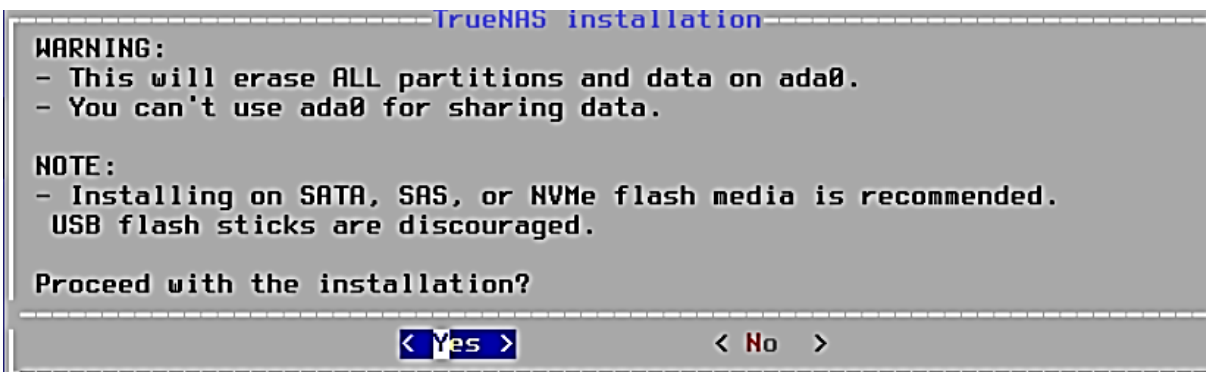 TrueNAS installation
WARNING:
- This will erase ALL partitions and data on ada0.
- You can't use ada0 for sharing data.
NOTE:
- Installing on SATA, SAS, or NVMe flash media is recommended.
USB flash sticks are discouraged.
Proceed with the installation?
< Yes > < No >